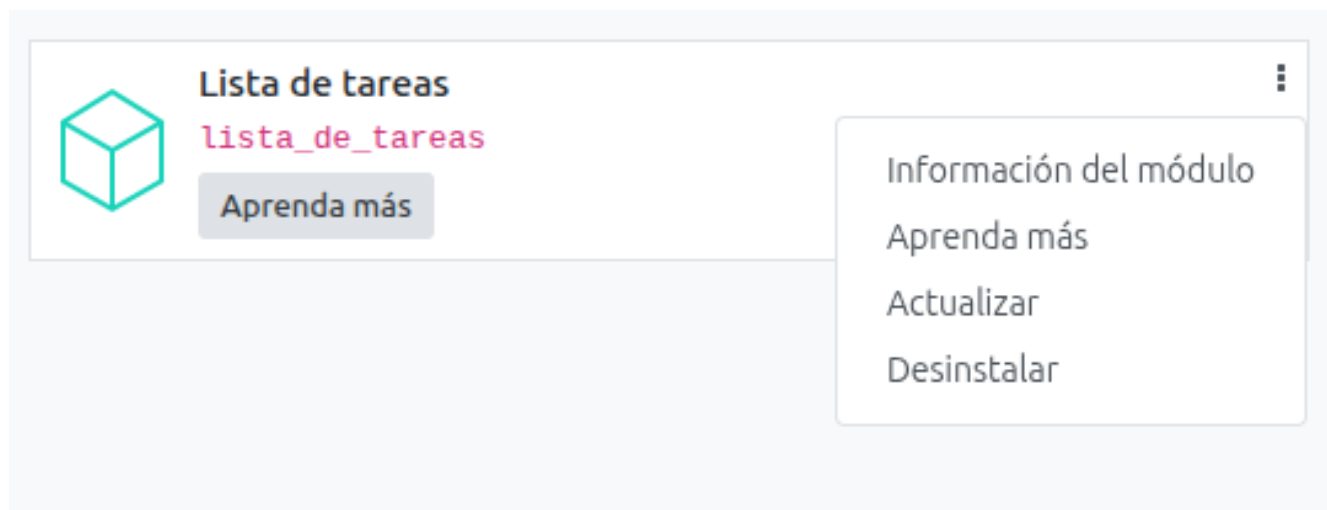 Lista de tareas
lista_de_tareas
Aprenda más
Información del módulo
Aprenda más
Actualizar
Desinstalar